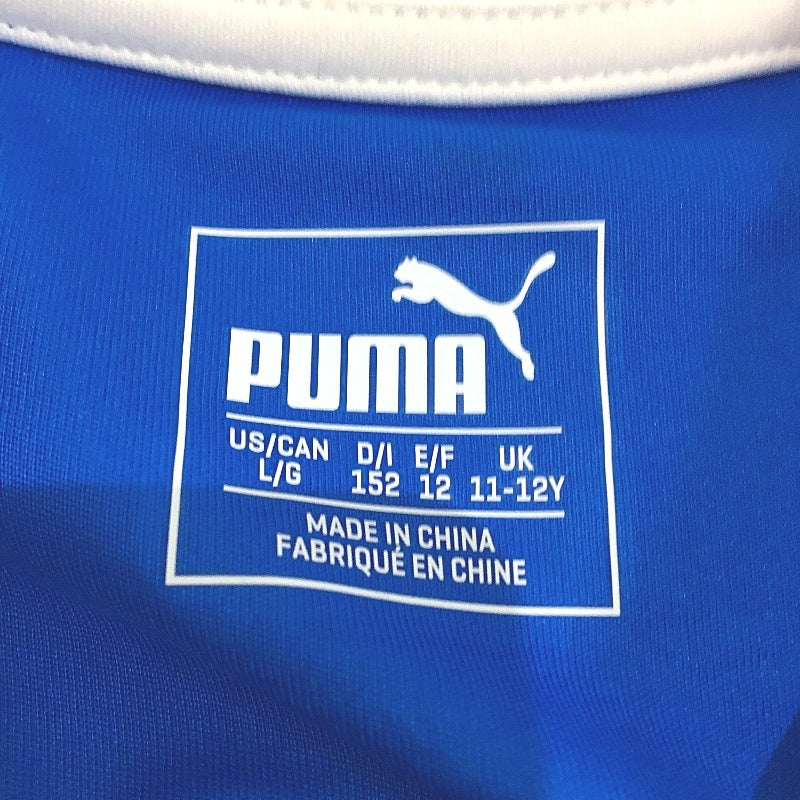 PUMA
US/CAN D/I E/F UK
L/G 152 12 11-12Y
MADE IN CHINA
FABRIQUÉ EN CHINE